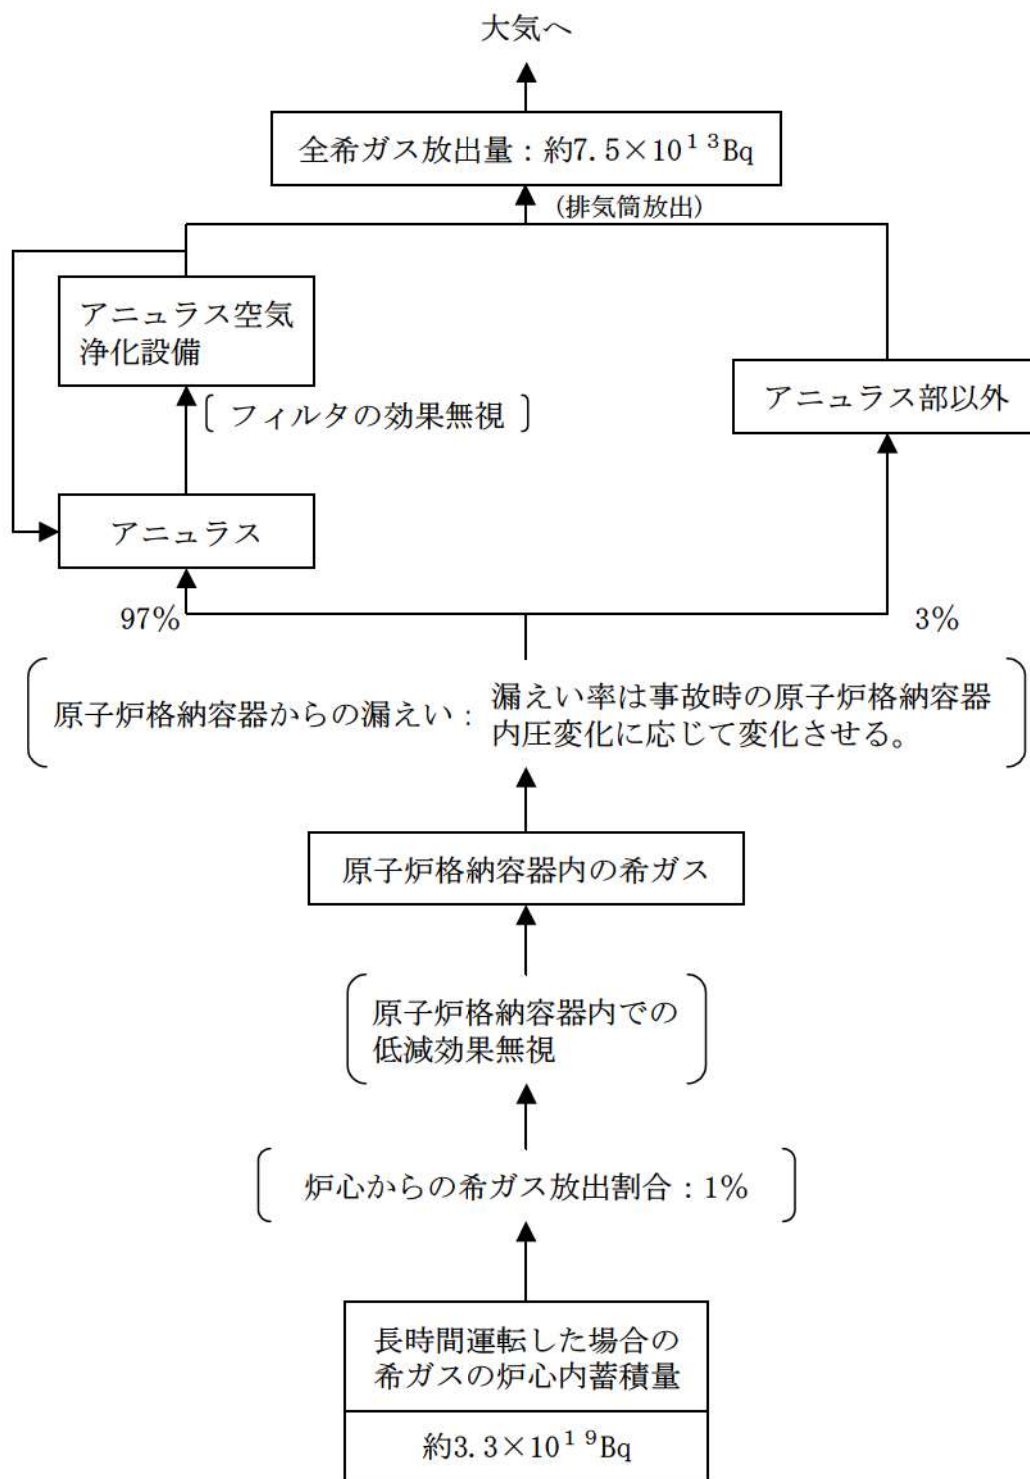 大気へ
全希ガス放出量：約7.5×10¹³Bq
(排気筒放出)
アニュラス空気
浄化設備
アニュラス部以外
〔 フィルタの効果無視 〕
アニュラス
97%
3%
原子炉格納容器からの漏えい：
漏えい率は事故時の原子炉格納容器
内圧変化に応じて変化させる。
原子炉格納容器内の希ガス
原子炉格納容器内での
低減効果無視
炉心からの希ガス放出割合：1%
長時間運転した場合の
希ガスの炉心内蓄積量
約3.3×10¹⁹Bq